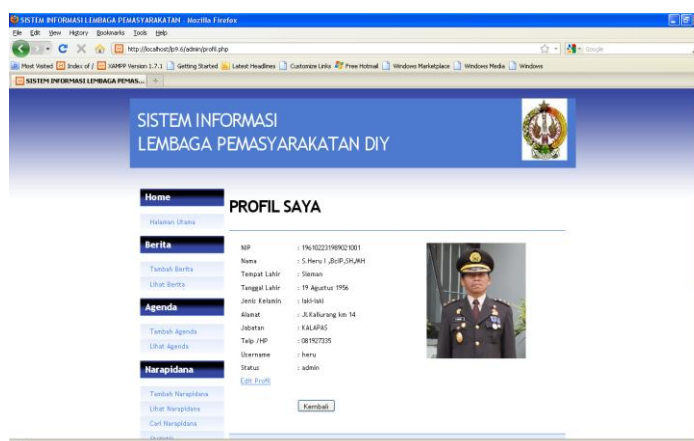 SISTEM INFORMASI LEMBAGA PEMASYARAKATAN - Mozilla Firefox
File Edit View History Bookmarks Tools Help
http://localhost/lp9.6/admin/profil.php
Google
Most Visited Index of / XAMPP Version 1.7.1 Getting Started Latest Headlines Customize Links Free Hotmail Windows Marketplace Windows Media Windows
SISTEM INFORMASI LEMBAGA PEMAS...
SISTEM INFORMASI
LEMBAGA PEMASYARAKATAN DIY
Home
Halaman Utama
Berita
Tambah Berita
Lihat Berita
Agenda
Tambah Agenda
Lihat Agenda
Narapidana
Tambah Narapidana
Lihat Narapidana
Cari Narapidana
PROFIL SAYA
NIP : 196102231989021001
Nama : S.Heru I ,BcIP,SH,MH
Tempat Lahir : Sleman
Tanggal Lahir : 19 Agustus 1956
Jenis Kelamin : laki-laki
Alamat : Jl.Kaliurang km 14
Jabatan : KALAPAS
Telp /HP : 081927335
Username : heru
Status : admin
Edit Profil
Kembali